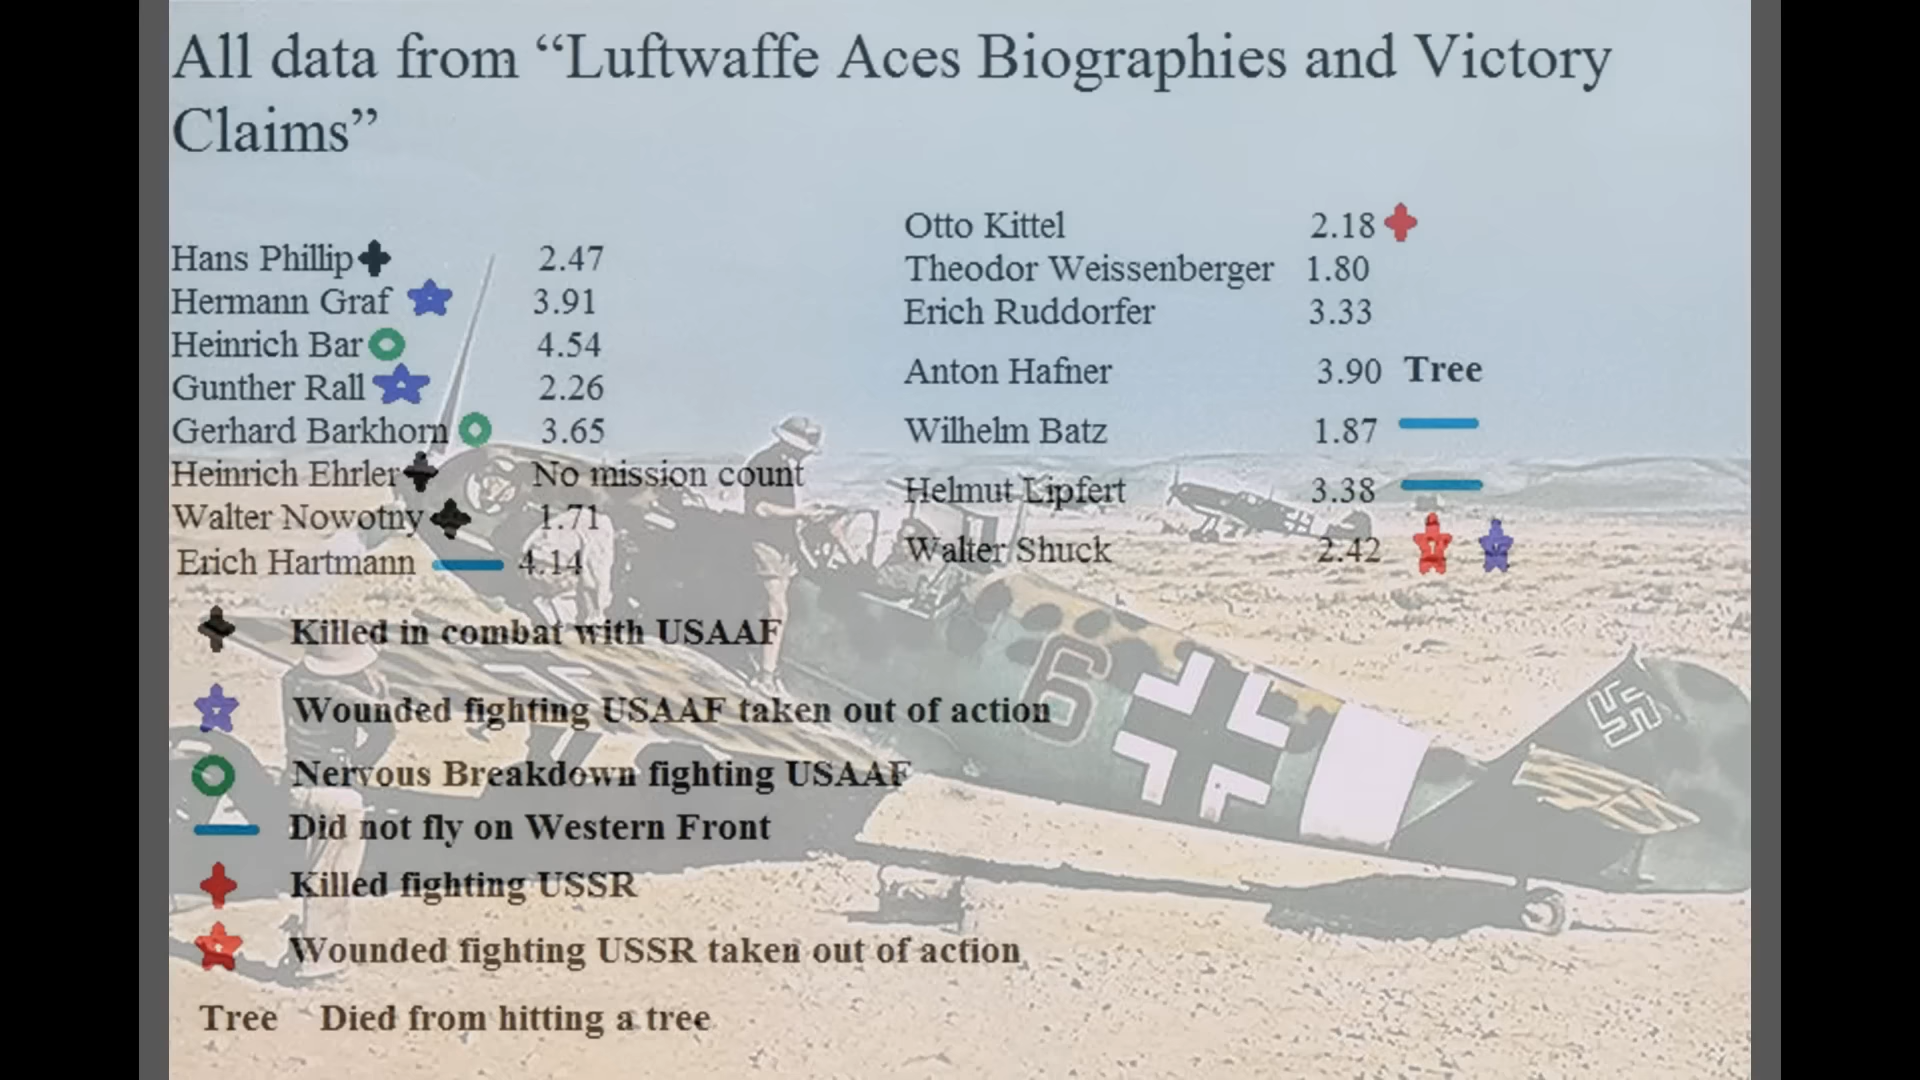 All data from “Luftwaffe Aces Biographies and Victory
Claims”
Hans Phillip 2.47
Hermann Graf 3.91
Heinrich Bar 4.54
Gunther Rall 2.26
Gerhard Barkhorn 3.65
Heinrich Ehrler No mission count
Walter Nowotny 1.71
Erich Hartmann 4.14
Otto Kittel 2.18
Theodor Weissenberger 1.80
Erich Ruddorfer 3.33
Anton Hafner 3.90 Tree
Wilhelm Batz 1.87
Helmut Lipfert 3.38
Walter Shuck 2.42
Killed in combat with USAAF
Wounded fighting USAAF taken out of action
Nervous Breakdown fighting USAAF
Did not fly on Western Front
Killed fighting USSR
Wounded fighting USSR taken out of action
Tree Died from hitting a tree
6